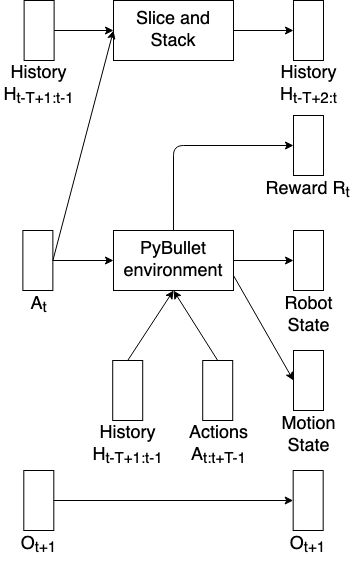 Slice and
Stack
History
H_{t-T+1:t-1}
History
H_{t-T+2:t}
Reward R_t
PyBullet
environment
A_t
Robot
State
History
H_{t-T+1:t-1}
Actions
A_{t:t+T-1}
Motion
State
O_{t+1}
O_{t+1}